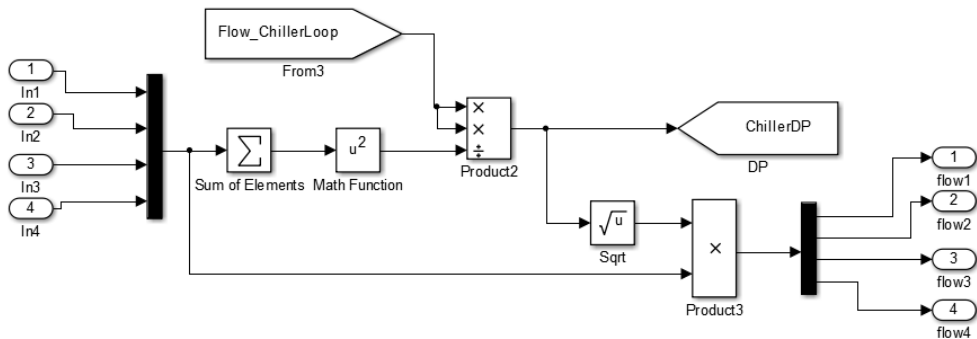 Flow_ChillerLoop
From3
1
In1
2
In2
3
In3
4
In4
Σ
Sum of Elements
u²
Math Function
×
×
÷
Product2
ChillerDP
DP
√u
Sqrt
×
Product3
1
flow1
2
flow2
3
flow3
4
flow4